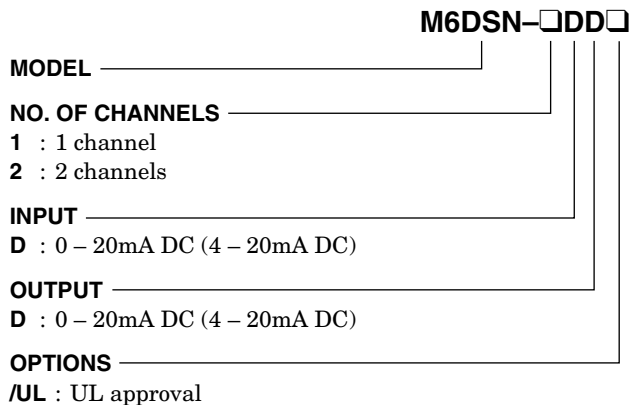 M6DSN–❑DD❑
MODEL
NO. OF CHANNELS
1 : 1 channel
2 : 2 channels
INPUT
D : 0 – 20mA DC (4 – 20mA DC)
OUTPUT
D : 0 – 20mA DC (4 – 20mA DC)
OPTIONS
/UL : UL approval